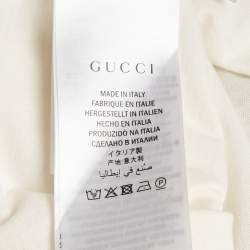 GUCCI
MADE IN ITALY
FABRIQUE EN ITALIE
HERGESTELLT IN ITALIEN
HECHO EN ITALIA
PRODUZIDO NA ITALIA
СДЕЛАНО В ИТАЛИИ
イタリア製
产地:意大利
صنع في إيطاليا